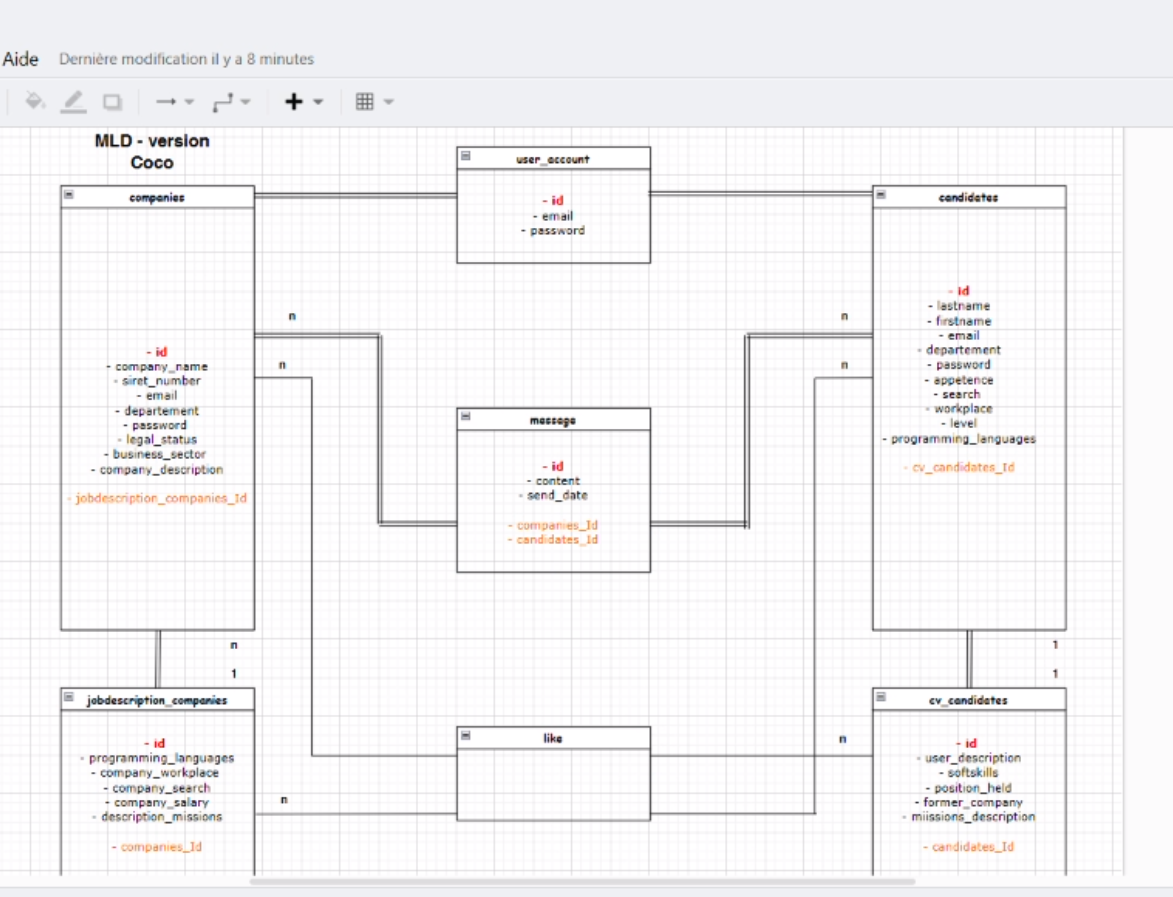 Aide Dernière modification il y a 8 minutes
MLD - version
Coco
companies
- id
- company_name
- siret_number
- email
- departement
- password
- legal_status
- business_sector
- company_description
- jobdescription_companies_Id
user_account
- id
- email
- password
candidates
- id
- lastname
- firstname
- email
- departement
- password
- appetence
- search
- workplace
- level
- programming_languages
- cv_candidates_Id
n
n
n
n
message
- id
- content
- send_date
- companies_Id
- candidates_Id
n
1
1
1
jobdescription_companies
- id
- programming_languages
- company_workplace
- company_search
- company_salary
- description_missions
- companies_Id
like
n
n
cv_candidates
- id
- user_description
- softskills
- position_held
- former_company
- miissions_description
- candidates_Id